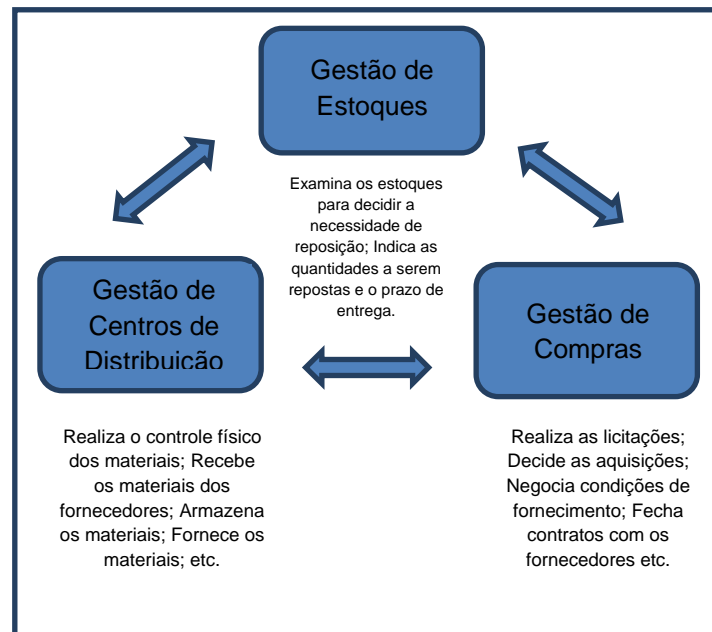 Gestão de
Estoques
Examina os estoques
para decidir a
necessidade de
reposição; Indica as
quantidades a serem
repostas e o prazo de
entrega.
Gestão de
Centros de
Distribuição
Gestão de
Compras
Realiza o controle físico
dos materiais; Recebe
os materiais dos
fornecedores; Armazena
os materiais; Fornece os
materiais; etc.
Realiza as licitações;
Decide as aquisições;
Negocia condições de
fornecimento; Fecha
contratos com os
fornecedores etc.